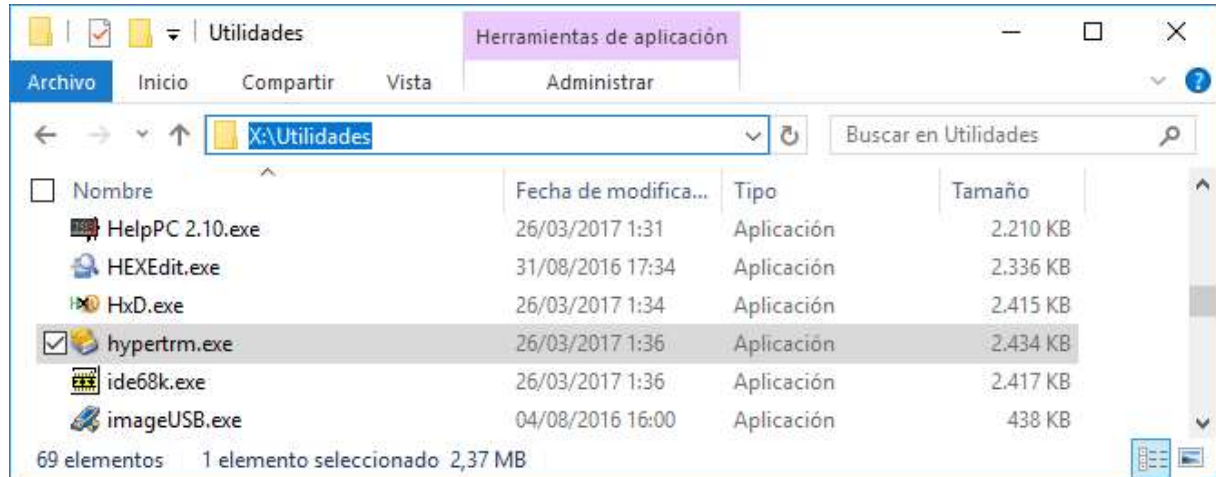 Utilidades Herramientas de aplicación
Archivo Inicio Compartir Vista Administrar
X:\Utilidades Buscar en Utilidades
Nombre Fecha de modifica... Tipo Tamaño
HelpPC 2.10.exe 26/03/2017 1:31 Aplicación 2.210 KB
HEXEdit.exe 31/08/2016 17:34 Aplicación 2.336 KB
HxD.exe 26/03/2017 1:34 Aplicación 2.415 KB
hypertrm.exe 26/03/2017 1:36 Aplicación 2.434 KB
ide68k.exe 26/03/2017 1:36 Aplicación 2.417 KB
imageUSB.exe 04/08/2016 16:00 Aplicación 438 KB
69 elementos 1 elemento seleccionado 2,37 MB